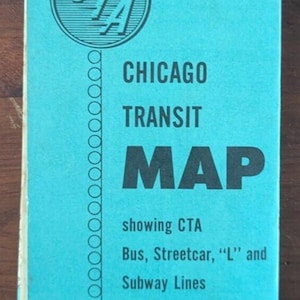 CTA
CHICAGO
TRANSIT
MAP
showing CTA
Bus, Streetcar, "L" and
Subway Lines